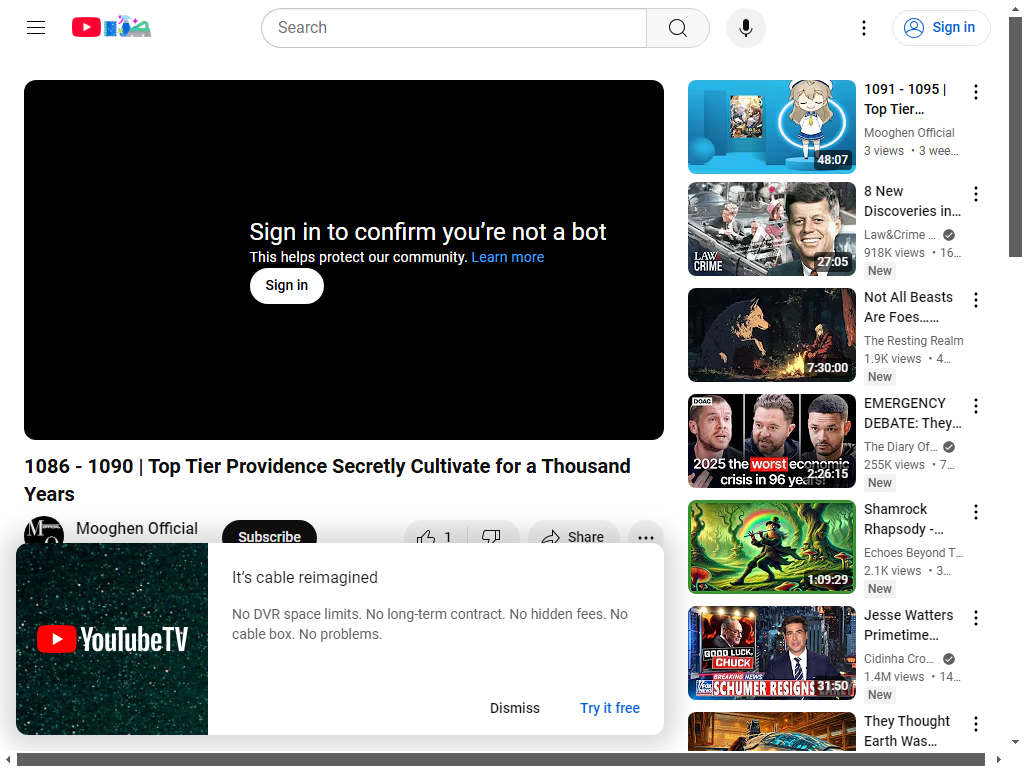 Search
Sign in
Sign in to confirm you’re not a bot
This helps protect our community. Learn more
Sign in
1086 - 1090 | Top Tier Providence Secretly Cultivate for a Thousand
Years
Mooghen Official
Subscribe
1
Share
YouTubeTV
It’s cable reimagined
No DVR space limits. No long-term contract. No hidden fees. No
cable box. No problems.
Dismiss
Try it free
48:07
1091 - 1095 |
Top Tier…
Mooghen Official
3 views • 3 wee…
LAW
CRIME
27:05
8 New
Discoveries in…
Law&Crime …
918K views • 16…
New
7:30:00
Not All Beasts
Are Foes……
The Resting Realm
1.9K views • 4…
New
DOAC
2025 the worst economic
crisis in 96 years!
2:26:15
EMERGENCY
DEBATE: They…
The Diary Of…
255K views • 7…
New
1:09:29
Shamrock
Rhapsody -…
Echoes Beyond T…
2.1K views • 3…
New
GOOD LUCK,
CHUCK
BREAKING NEWS
SCHUMER RESIGNS
31:50
Jesse Watters
Primetime…
Cidinha Cro…
1.4M views • 14…
New
They Thought
Earth Was…